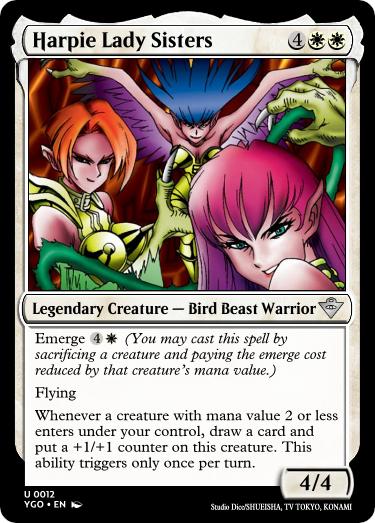 Harpie Lady Sisters 4
Legendary Creature — Bird Beast Warrior
Emerge 4 (You may cast this spell by
sacrificing a creature and paying the emerge cost
reduced by that creature's mana value.)
Flying
Whenever a creature with mana value 2 or less
enters under your control, draw a card and
put a +1/+1 counter on this creature. This
ability triggers only once per turn.
4/4
U 0012
YGO • EN
Studio Dice/SHUEISHA, TV TOKYO, KONAMI